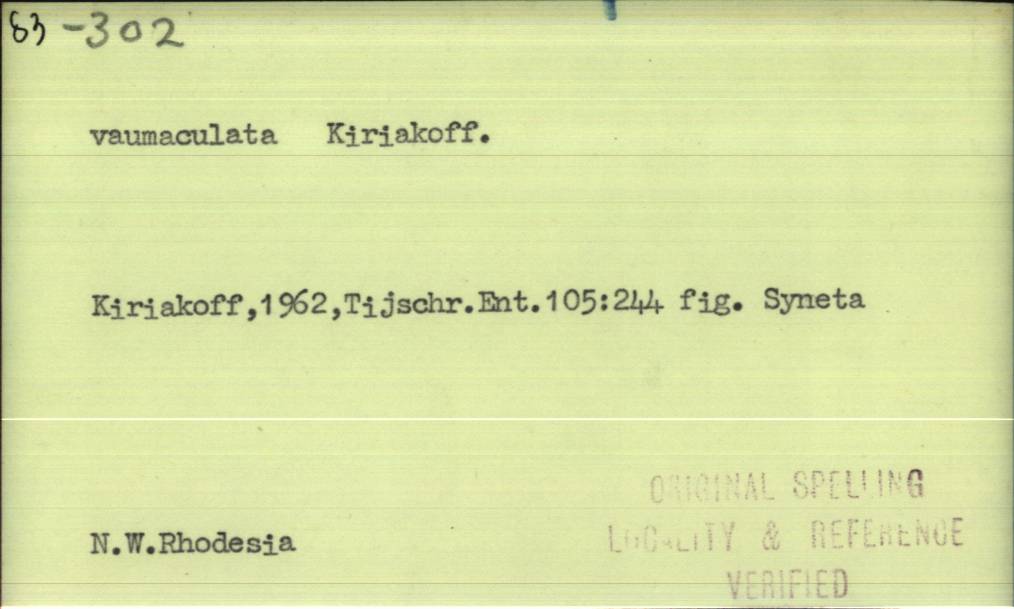 83-302
vaumaculata Kiriakoff.
Kiriakoff,1962,Tijschr.Ent.105:244 fig. Syneta
N.W.Rhodesia
ORIGINAL SPELLING
LOCALITY & REFERENCE
VERIFIED